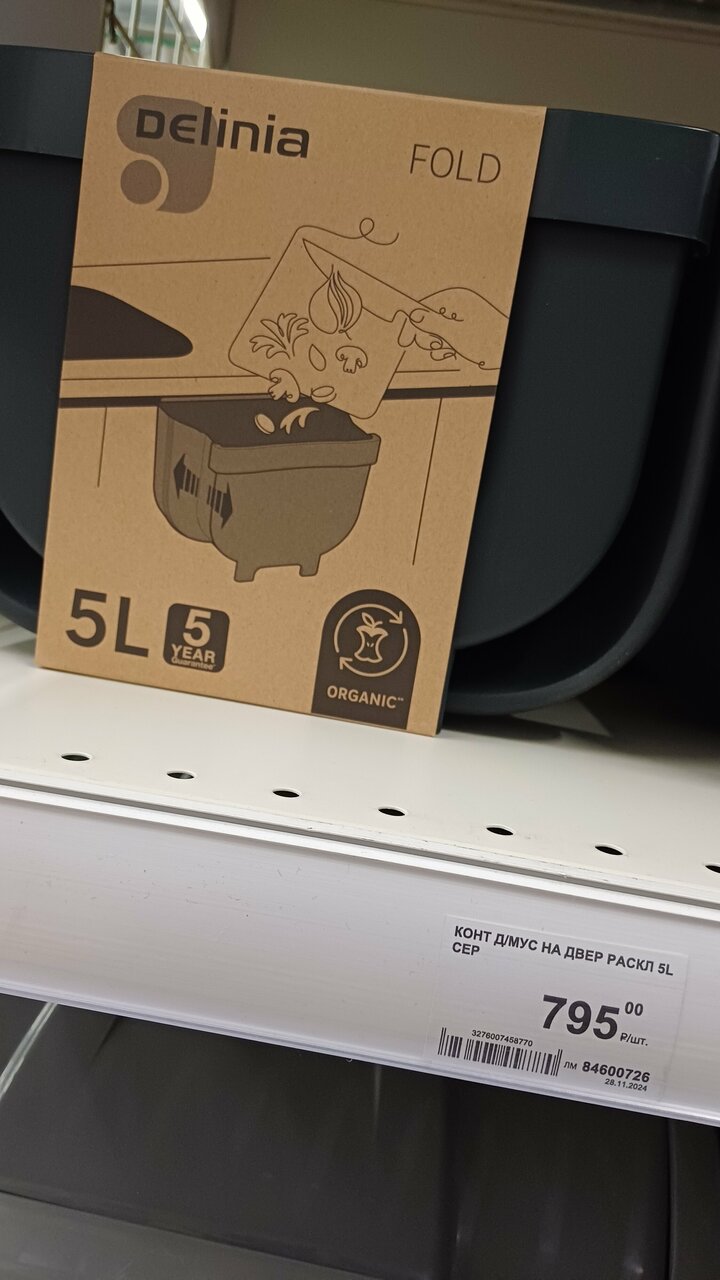 Delinia
FOLD
5L
5
YEAR
Guarantee*
ORGANIC**
КОНТ Д/МУС НА ДВЕР РАСКЛ 5L
СЕР
795 00
₽/шт.
3276007458770
ЛМ 84600726
28.11.2024